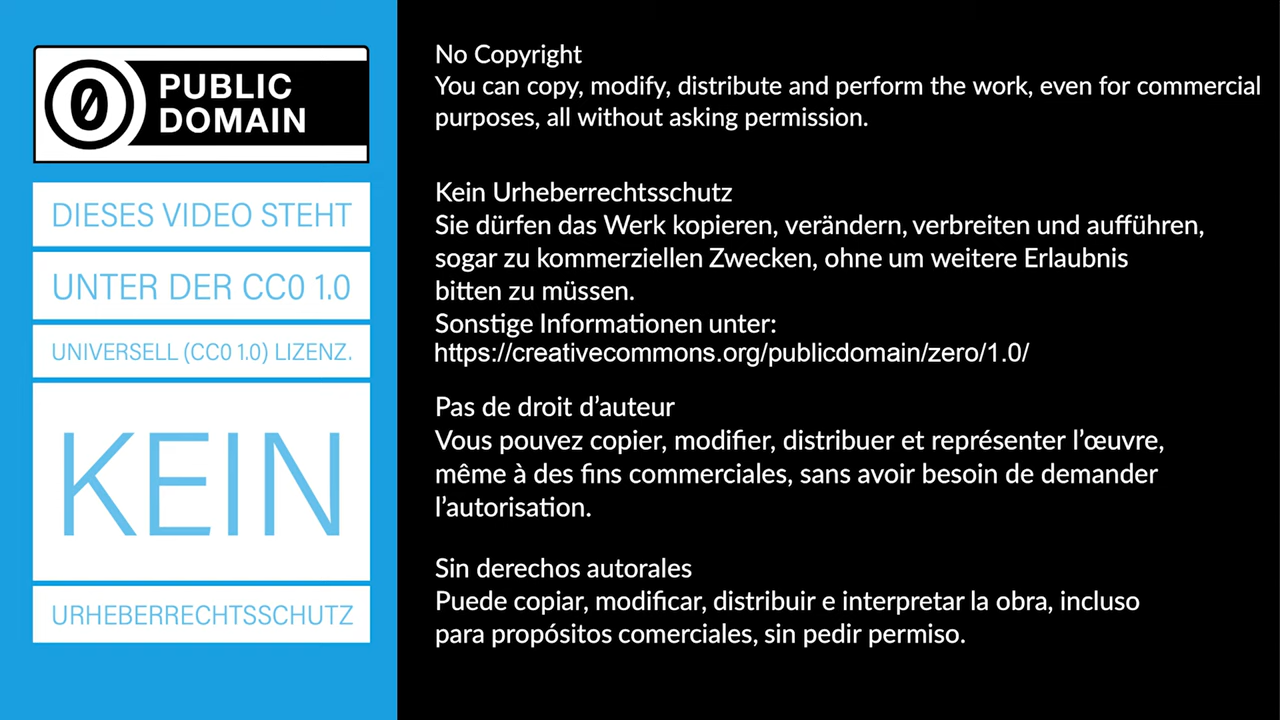 0 PUBLIC
DOMAIN
DIESES VIDEO STEHT
UNTER DER CC0 1.0
UNIVERSELL (CC0 1.0) LIZENZ.
KEIN
URHEBERRECHTSSCHUTZ
No Copyright
You can copy, modify, distribute and perform the work, even for commercial
purposes, all without asking permission.
Kein Urheberrechtsschutz
Sie dürfen das Werk kopieren, verändern, verbreiten und aufführen,
sogar zu kommerziellen Zwecken, ohne um weitere Erlaubnis
bitten zu müssen.
Sonstige Informationen unter:
https://creativecommons.org/publicdomain/zero/1.0/
Pas de droit d’auteur
Vous pouvez copier, modifier, distribuer et représenter l’œuvre,
même à des fins commerciales, sans avoir besoin de demander
l’autorisation.
Sin derechos autorales
Puede copiar, modificar, distribuir e interpretar la obra, incluso
para propósitos comerciales, sin pedir permiso.